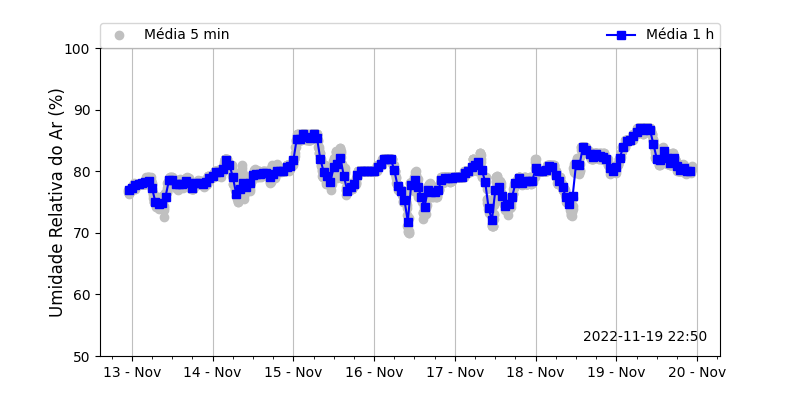 Média 5 min
Média 1 h
Umidade Relativa do Ar (%)
100
90
80
70
60
50
2022-11-19 22:50
13 - Nov
14 - Nov
15 - Nov
16 - Nov
17 - Nov
18 - Nov
19 - Nov
20 - Nov